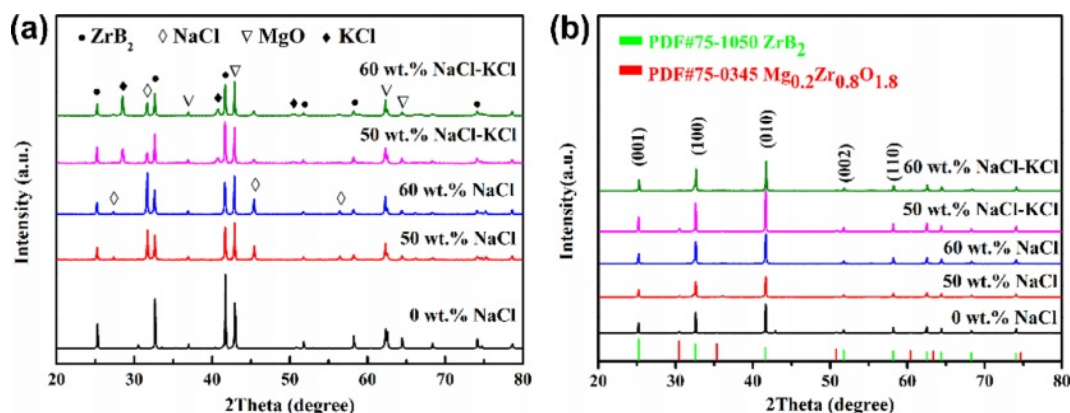 (a)
● ZrB2 ◇ NaCl ▽ MgO ♦ KCl
60 wt.% NaCl-KCl
50 wt.% NaCl-KCl
60 wt.% NaCl
50 wt.% NaCl
0 wt.% NaCl
Intensity (a.u.)
20 30 40 50 60 70 80
2Theta (degree)
(b)
PDF#75-1050 ZrB2
PDF#75-0345 Mg0.2Zr0.8O1.8
(001) (100) (010) (002) (110)
60 wt.% NaCl-KCl
50 wt.% NaCl-KCl
60 wt.% NaCl
50 wt.% NaCl
0 wt.% NaCl
Intensity(a.u.)
20 30 40 50 60 70 80
2Theta (degree)